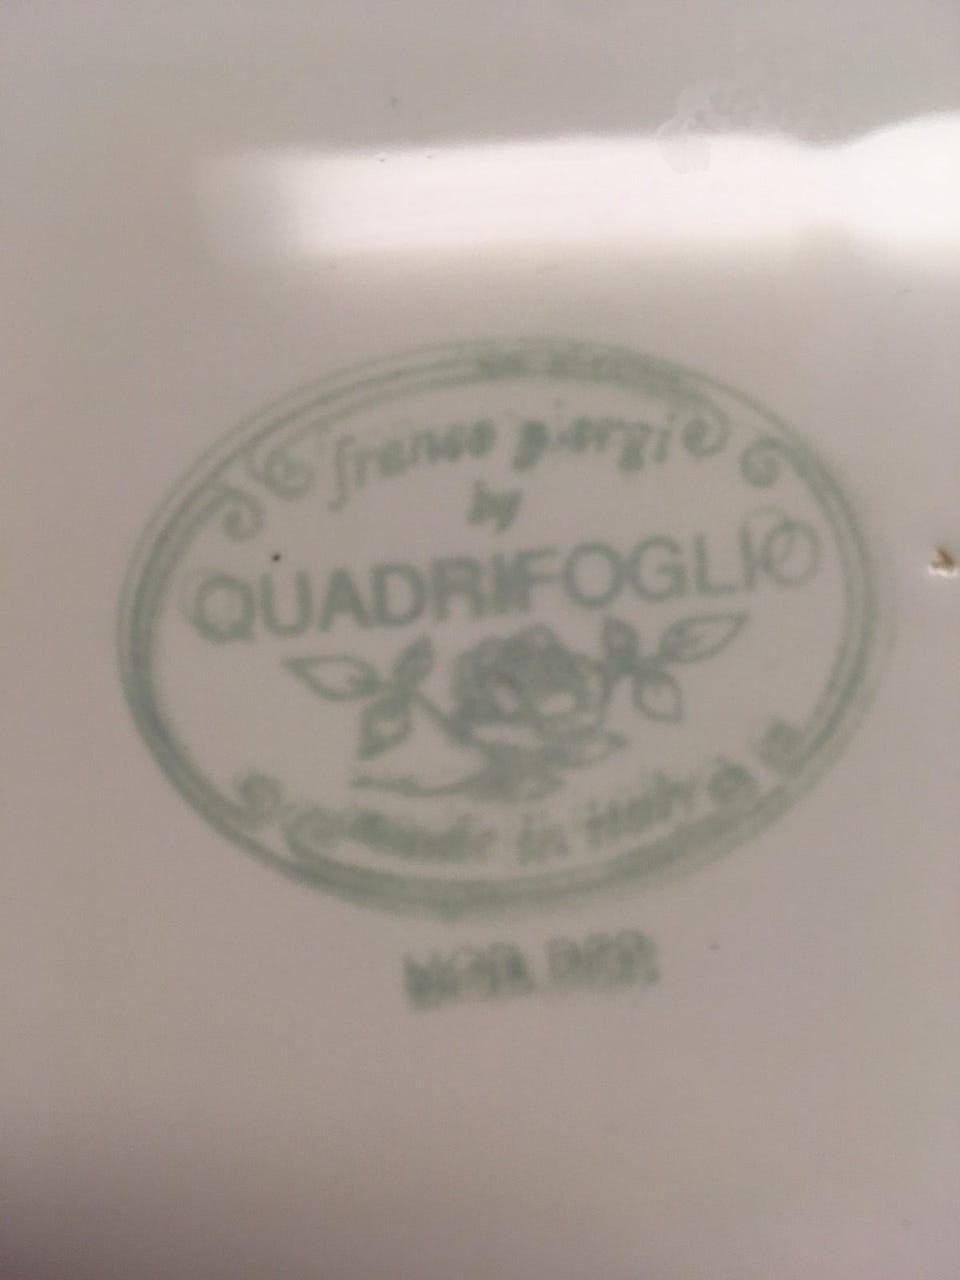 franco giorgi
by
QUADRIFOGLIO
made in italy